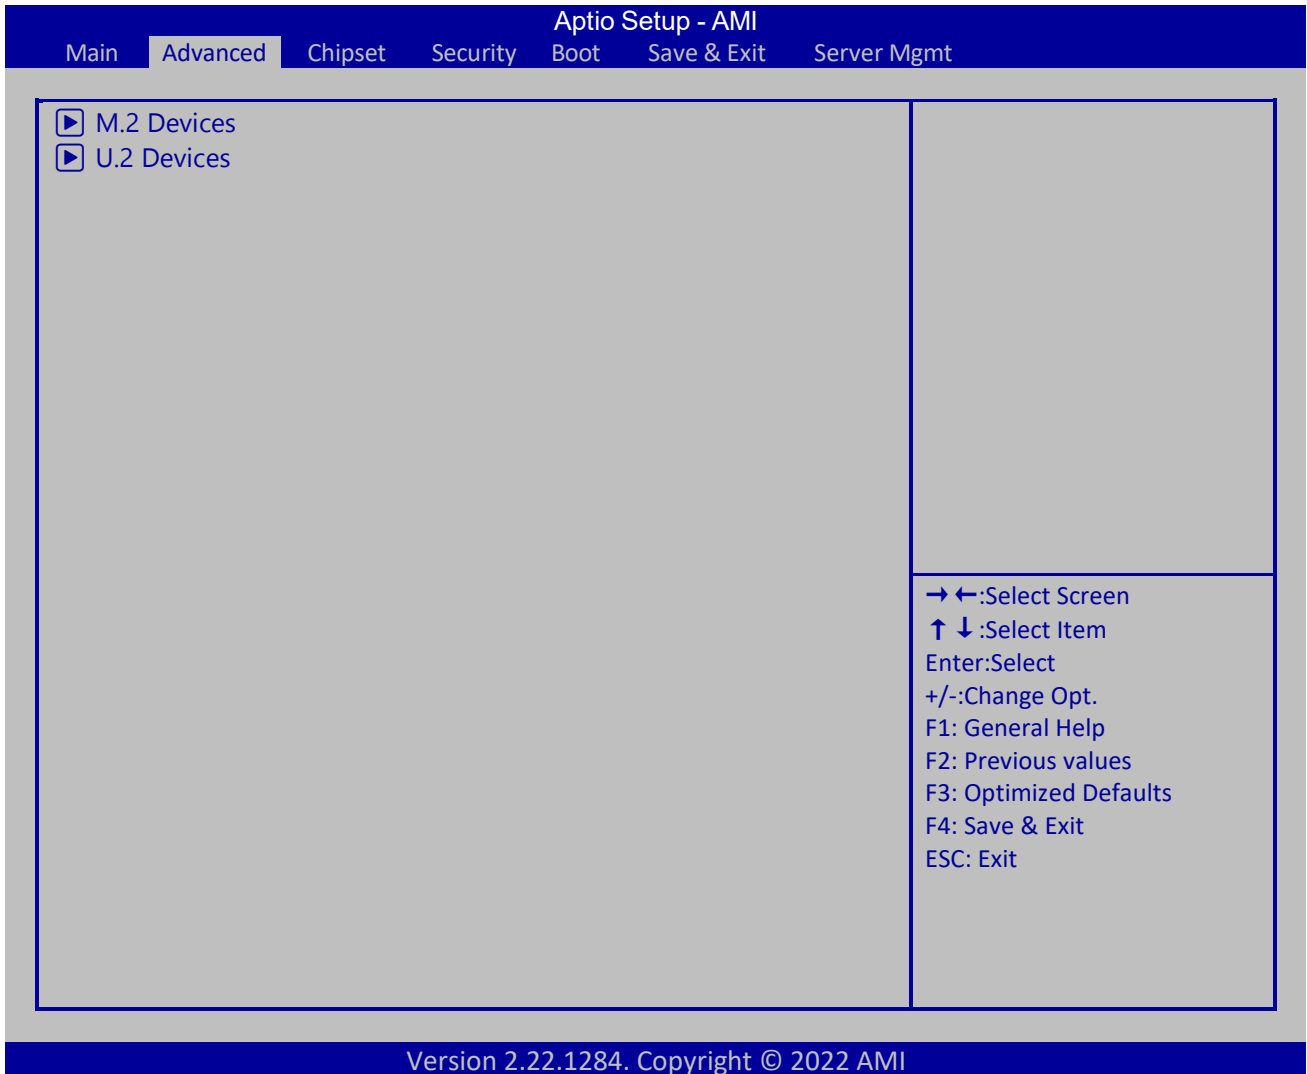 Aptio Setup - AMI
Main Advanced Chipset Security Boot Save & Exit Server Mgmt
M.2 Devices
U.2 Devices
→←:Select Screen
↑↓:Select Item
Enter:Select
+/-:Change Opt.
F1: General Help
F2: Previous values
F3: Optimized Defaults
F4: Save & Exit
ESC: Exit
Version 2.22.1284. Copyright © 2022 AMI